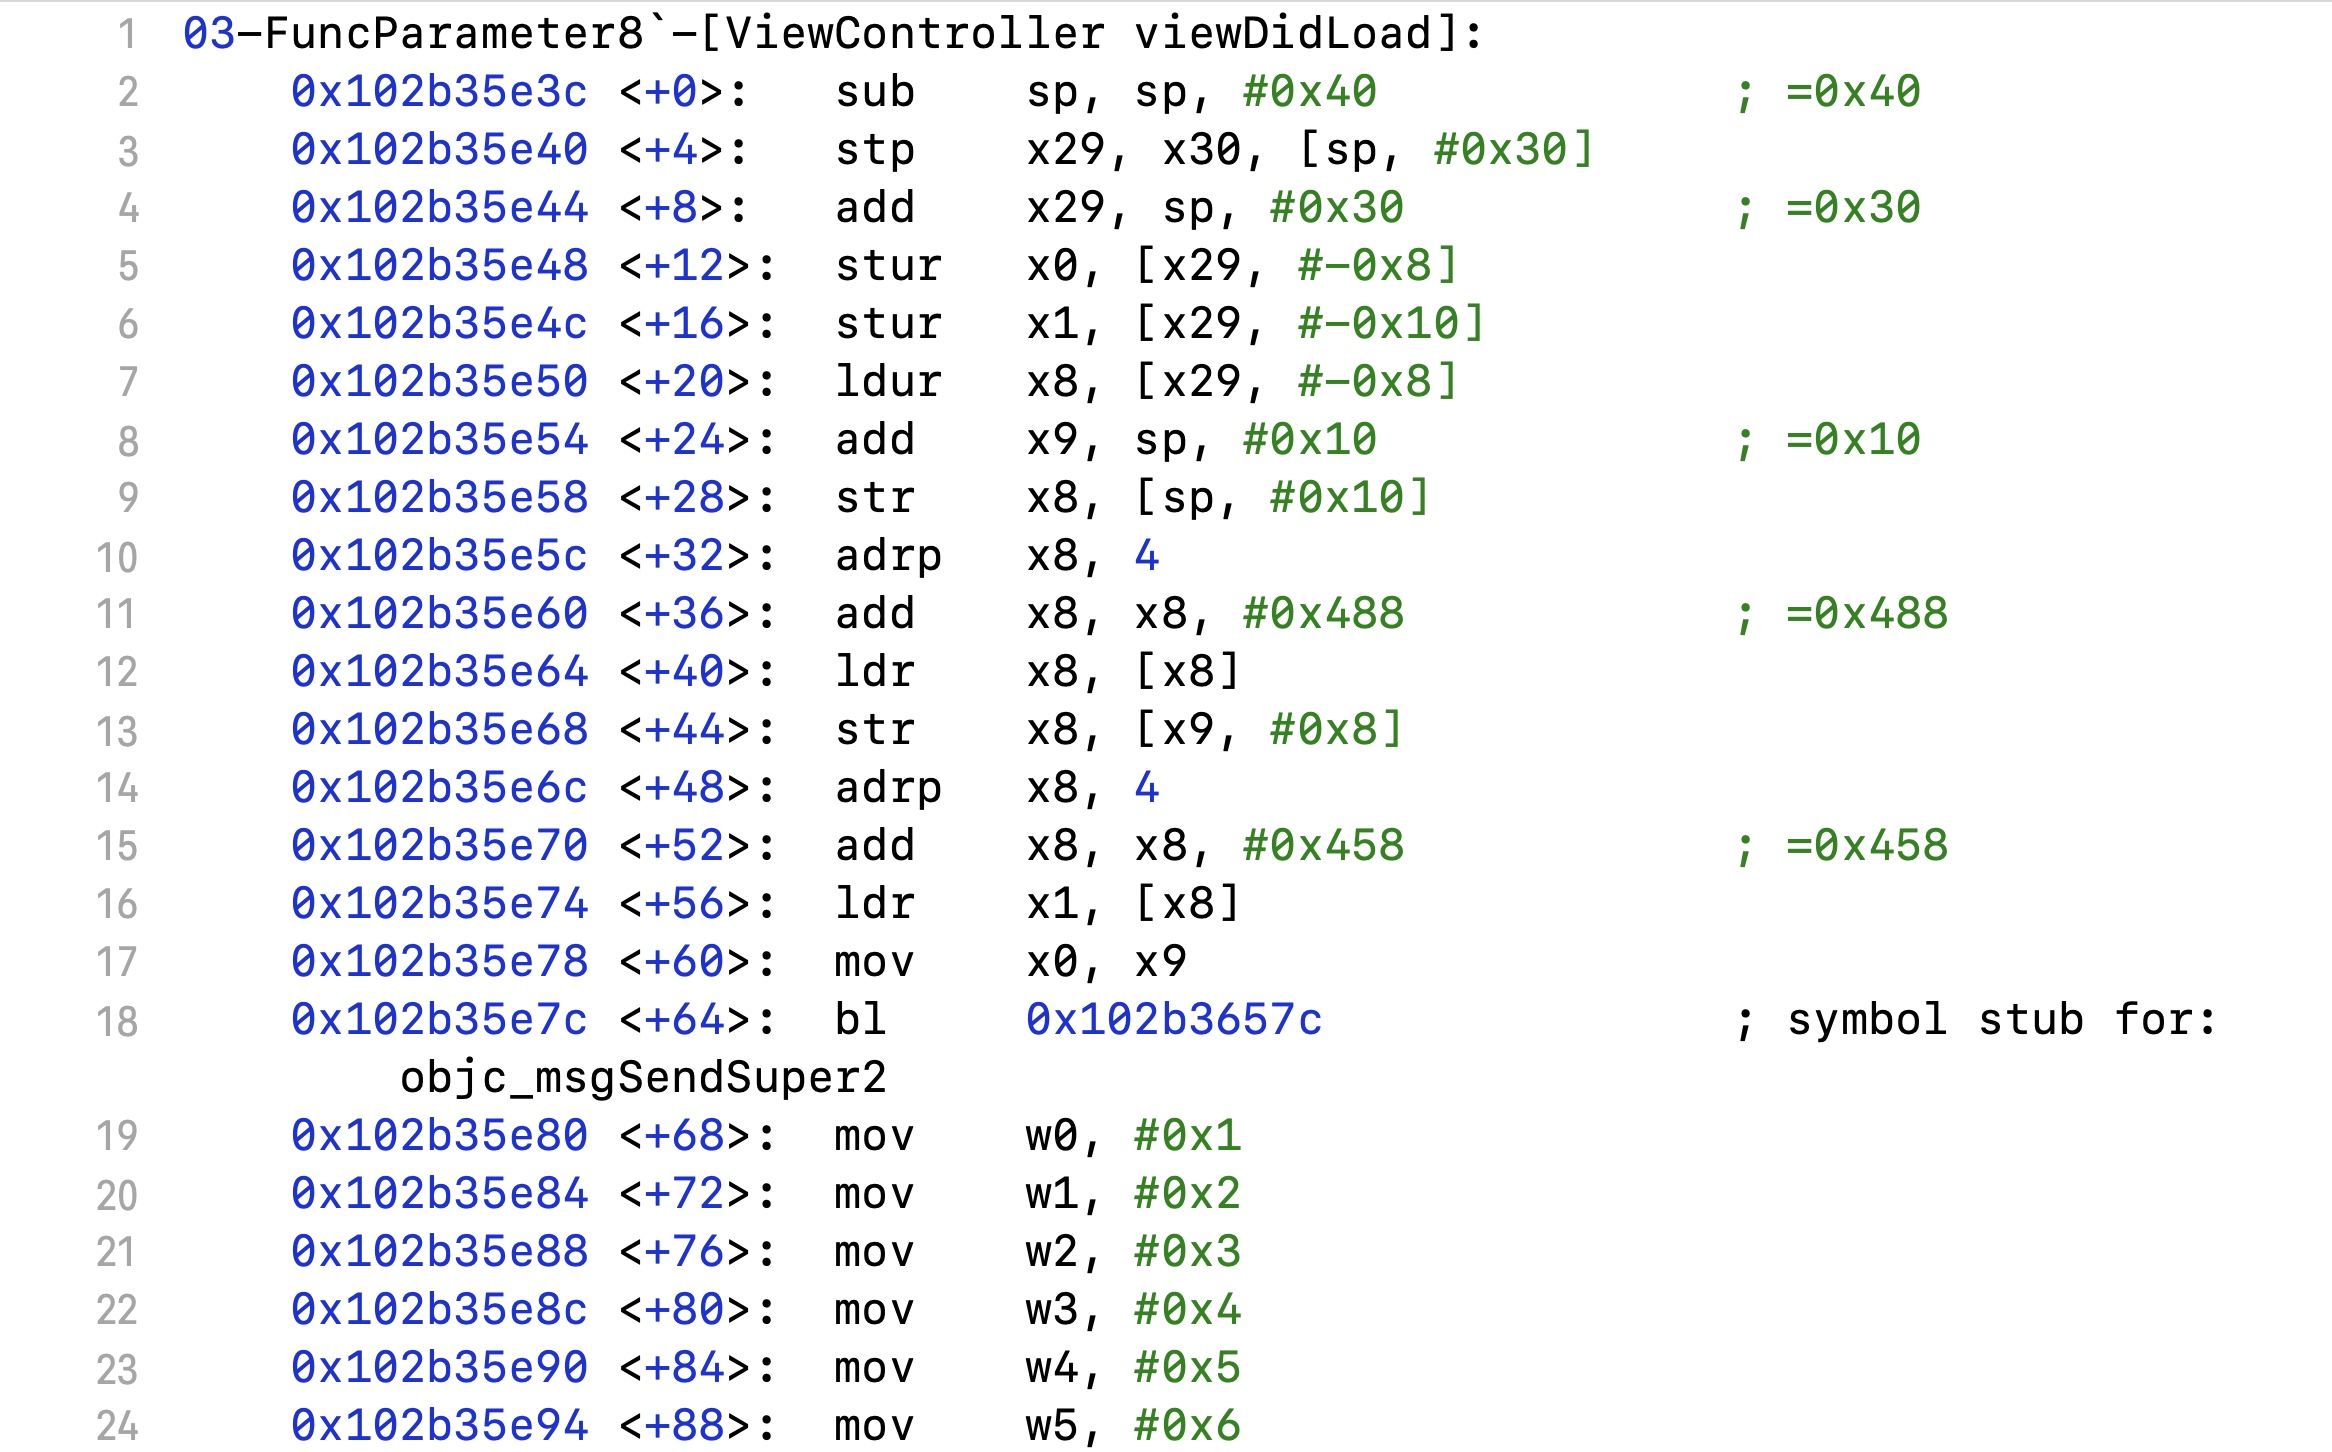 1 03-FuncParameter8`-[ViewController viewDidLoad]:
2 0x102b35e3c <+0>: sub sp, sp, #0x40 ; =0x40
3 0x102b35e40 <+4>: stp x29, x30, [sp, #0x30]
4 0x102b35e44 <+8>: add x29, sp, #0x30 ; =0x30
5 0x102b35e48 <+12>: stur x0, [x29, #-0x8]
6 0x102b35e4c <+16>: stur x1, [x29, #-0x10]
7 0x102b35e50 <+20>: ldur x8, [x29, #-0x8]
8 0x102b35e54 <+24>: add x9, sp, #0x10 ; =0x10
9 0x102b35e58 <+28>: str x8, [sp, #0x10]
10 0x102b35e5c <+32>: adrp x8, 4
11 0x102b35e60 <+36>: add x8, x8, #0x488 ; =0x488
12 0x102b35e64 <+40>: ldr x8, [x8]
13 0x102b35e68 <+44>: str x8, [x9, #0x8]
14 0x102b35e6c <+48>: adrp x8, 4
15 0x102b35e70 <+52>: add x8, x8, #0x458 ; =0x458
16 0x102b35e74 <+56>: ldr x1, [x8]
17 0x102b35e78 <+60>: mov x0, x9
18 0x102b35e7c <+64>: bl 0x102b3657c ; symbol stub for:
objc_msgSendSuper2
19 0x102b35e80 <+68>: mov w0, #0x1
20 0x102b35e84 <+72>: mov w1, #0x2
21 0x102b35e88 <+76>: mov w2, #0x3
22 0x102b35e8c <+80>: mov w3, #0x4
23 0x102b35e90 <+84>: mov w4, #0x5
24 0x102b35e94 <+88>: mov w5, #0x6